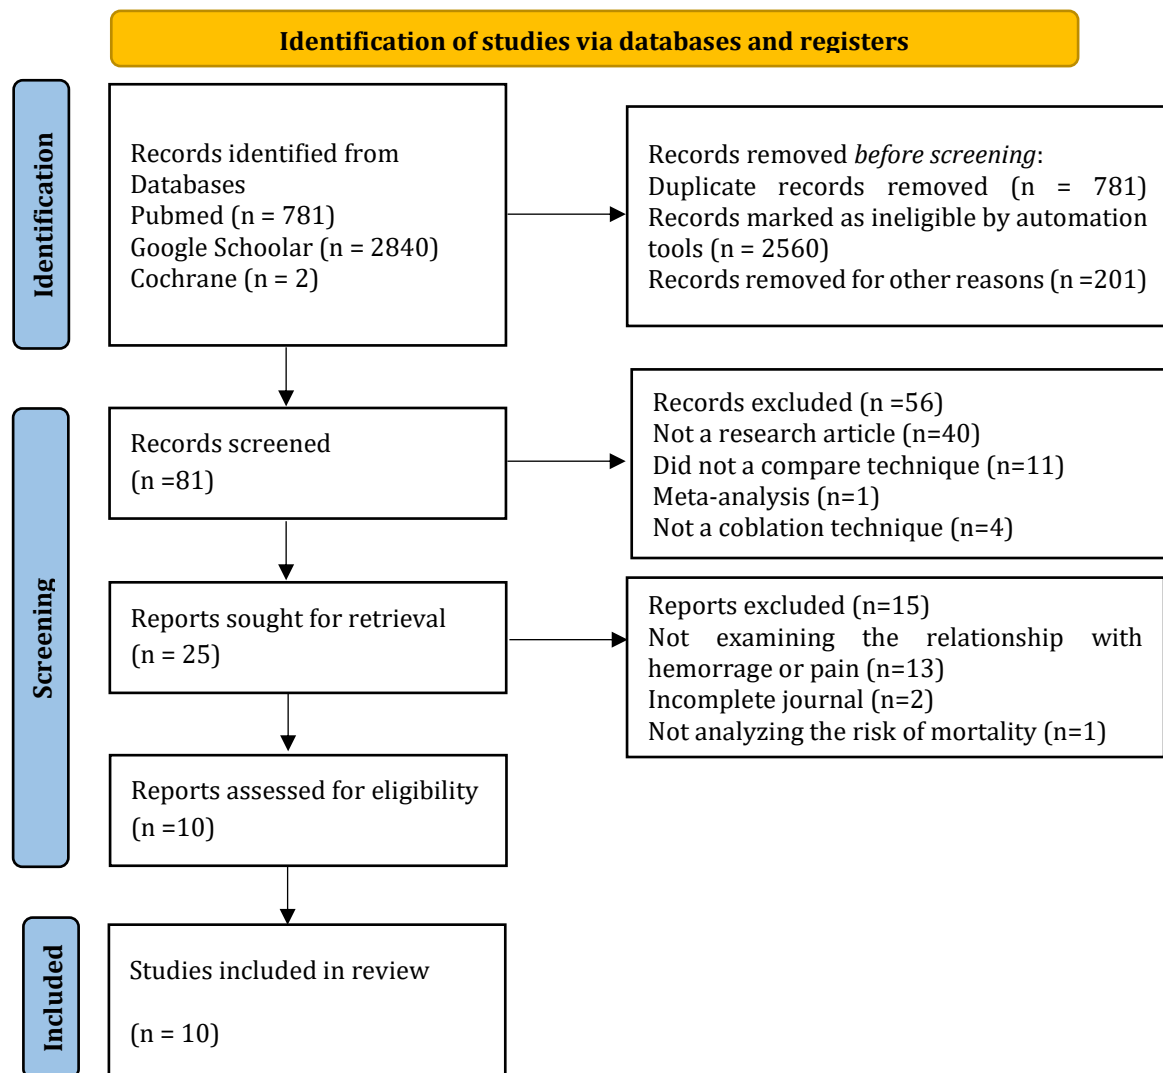 Identification of studies via databases and registers
Identification
Records identified from
Databases
Pubmed (n = 781)
Google Schoolar (n = 2840)
Cochrane (n = 2)
Records removed before screening:
Duplicate records removed (n = 781)
Records marked as ineligible by automation
tools (n = 2560)
Records removed for other reasons (n =201)
Screening
Records screened
(n =81)
Records excluded (n =56)
Not a research article (n=40)
Did not a compare technique (n=11)
Meta-analysis (n=1)
Not a coblation technique (n=4)
Reports sought for retrieval
(n = 25)
Reports excluded (n=15)
Not examining the relationship with
hemorrage or pain (n=13)
Incomplete journal (n=2)
Not analyzing the risk of mortality (n=1)
Reports assessed for eligibility
(n =10)
Included
Studies included in review
(n = 10)